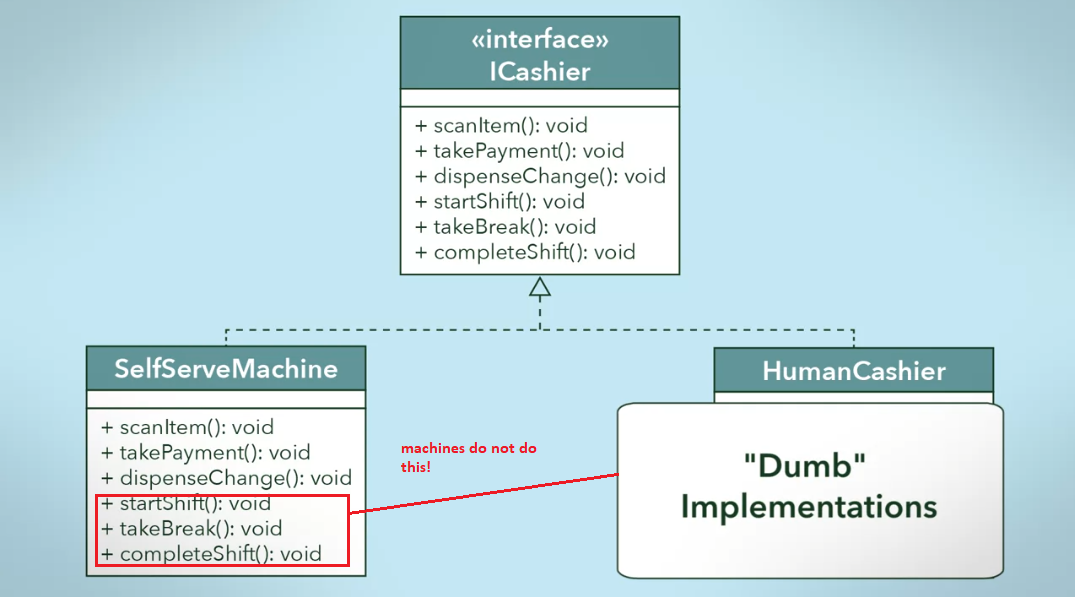 «interface»
ICashier
+ scanItem(): void
+ takePayment(): void
+ dispenseChange(): void
+ startShift(): void
+ takeBreak(): void
+ completeShift(): void
SelfServeMachine
+ scanItem(): void
+ takePayment(): void
+ dispenseChange(): void
+ startShift(): void
+ takeBreak(): void
+ completeShift(): void
machines do not do
this!
HumanCashier
"Dumb"
Implementations